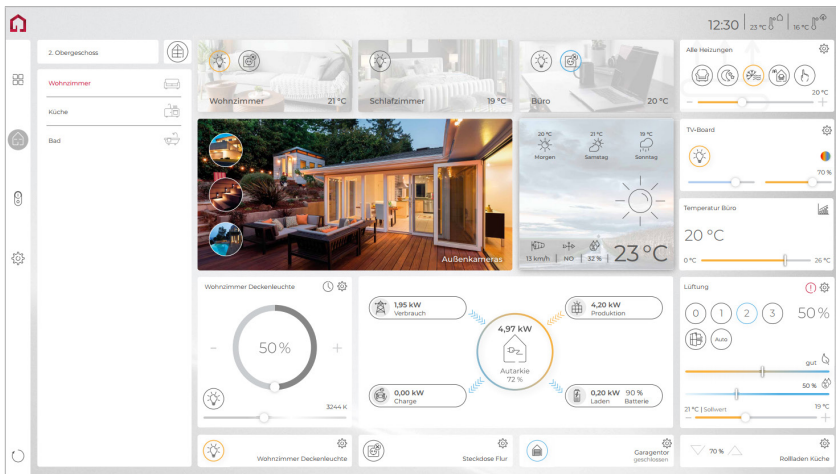 12:30 | 23 °C | 16 °C
2. Obergeschoss
Wohnzimmer
Küche
Bad
Wohnzimmer 21 °C
Schlafzimmer 19 °C
Büro 20 °C
Alle Heizungen
20 °C
- +
Außenkameras
20 °C 21 °C 19 °C
Morgen Samstag Sonntag
13 km/h | NO | 32 % 23 °C
TV-Board
70 %
Temperatur Büro
20 °C
0 °C 26 °C
Wohnzimmer Deckenleuchte
- 50 % +
3244 K
1,95 kW
Verbrauch
4,20 kW
Produktion
4,97 kW
Autarkie
72 %
0,00 kW
Charge
0,20 kW 90 %
Laden Batterie
Lüftung
0 1 2 3 50 %
Auto
gut
50 %
21 °C | Sollwert 19 °C
- +
Wohnzimmer Deckenleuchte
Steckdose Flur
Garagentor
geschlossen
70 %
Rollladen Küche